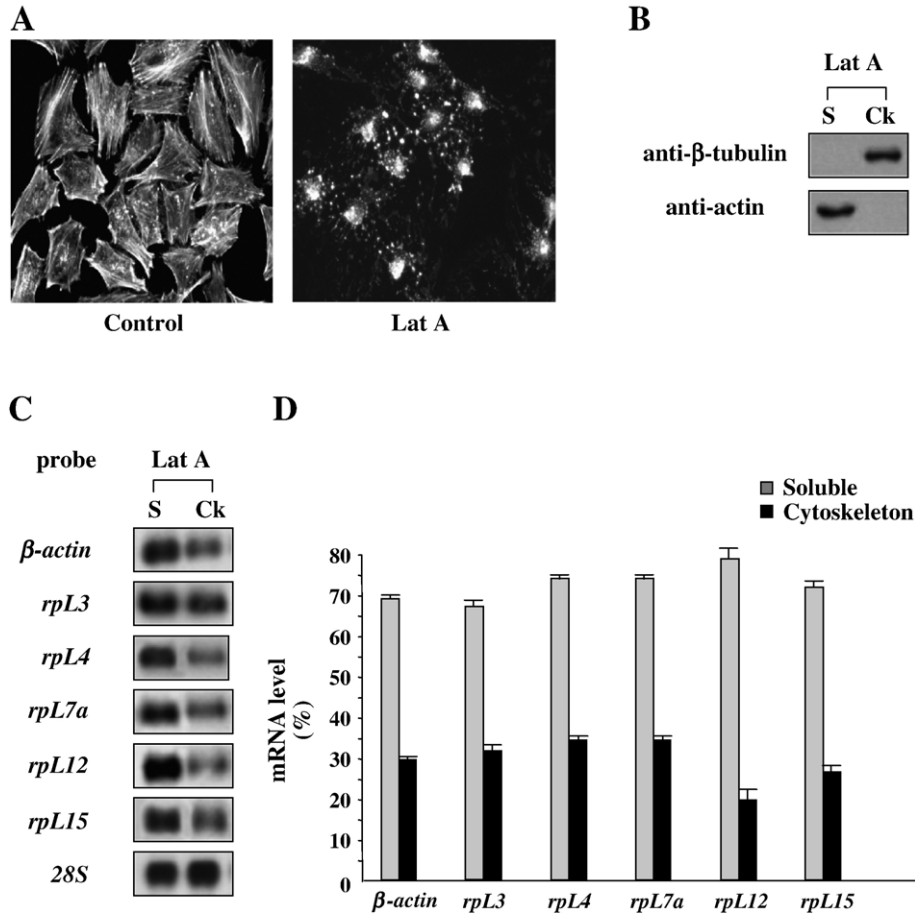 A
Control
Lat A
B
Lat A
S Ck
anti-β-tubulin
anti-actin
C
probe Lat A
S Ck
β-actin
rpL3
rpL4
rpL7a
rpL12
rpL15
28S
D
Soluble
Cytoskeleton
mRNA level
(%)
80
70
60
50
40
30
20
10
0
β-actin rpL3 rpL4 rpL7a rpL12 rpL15